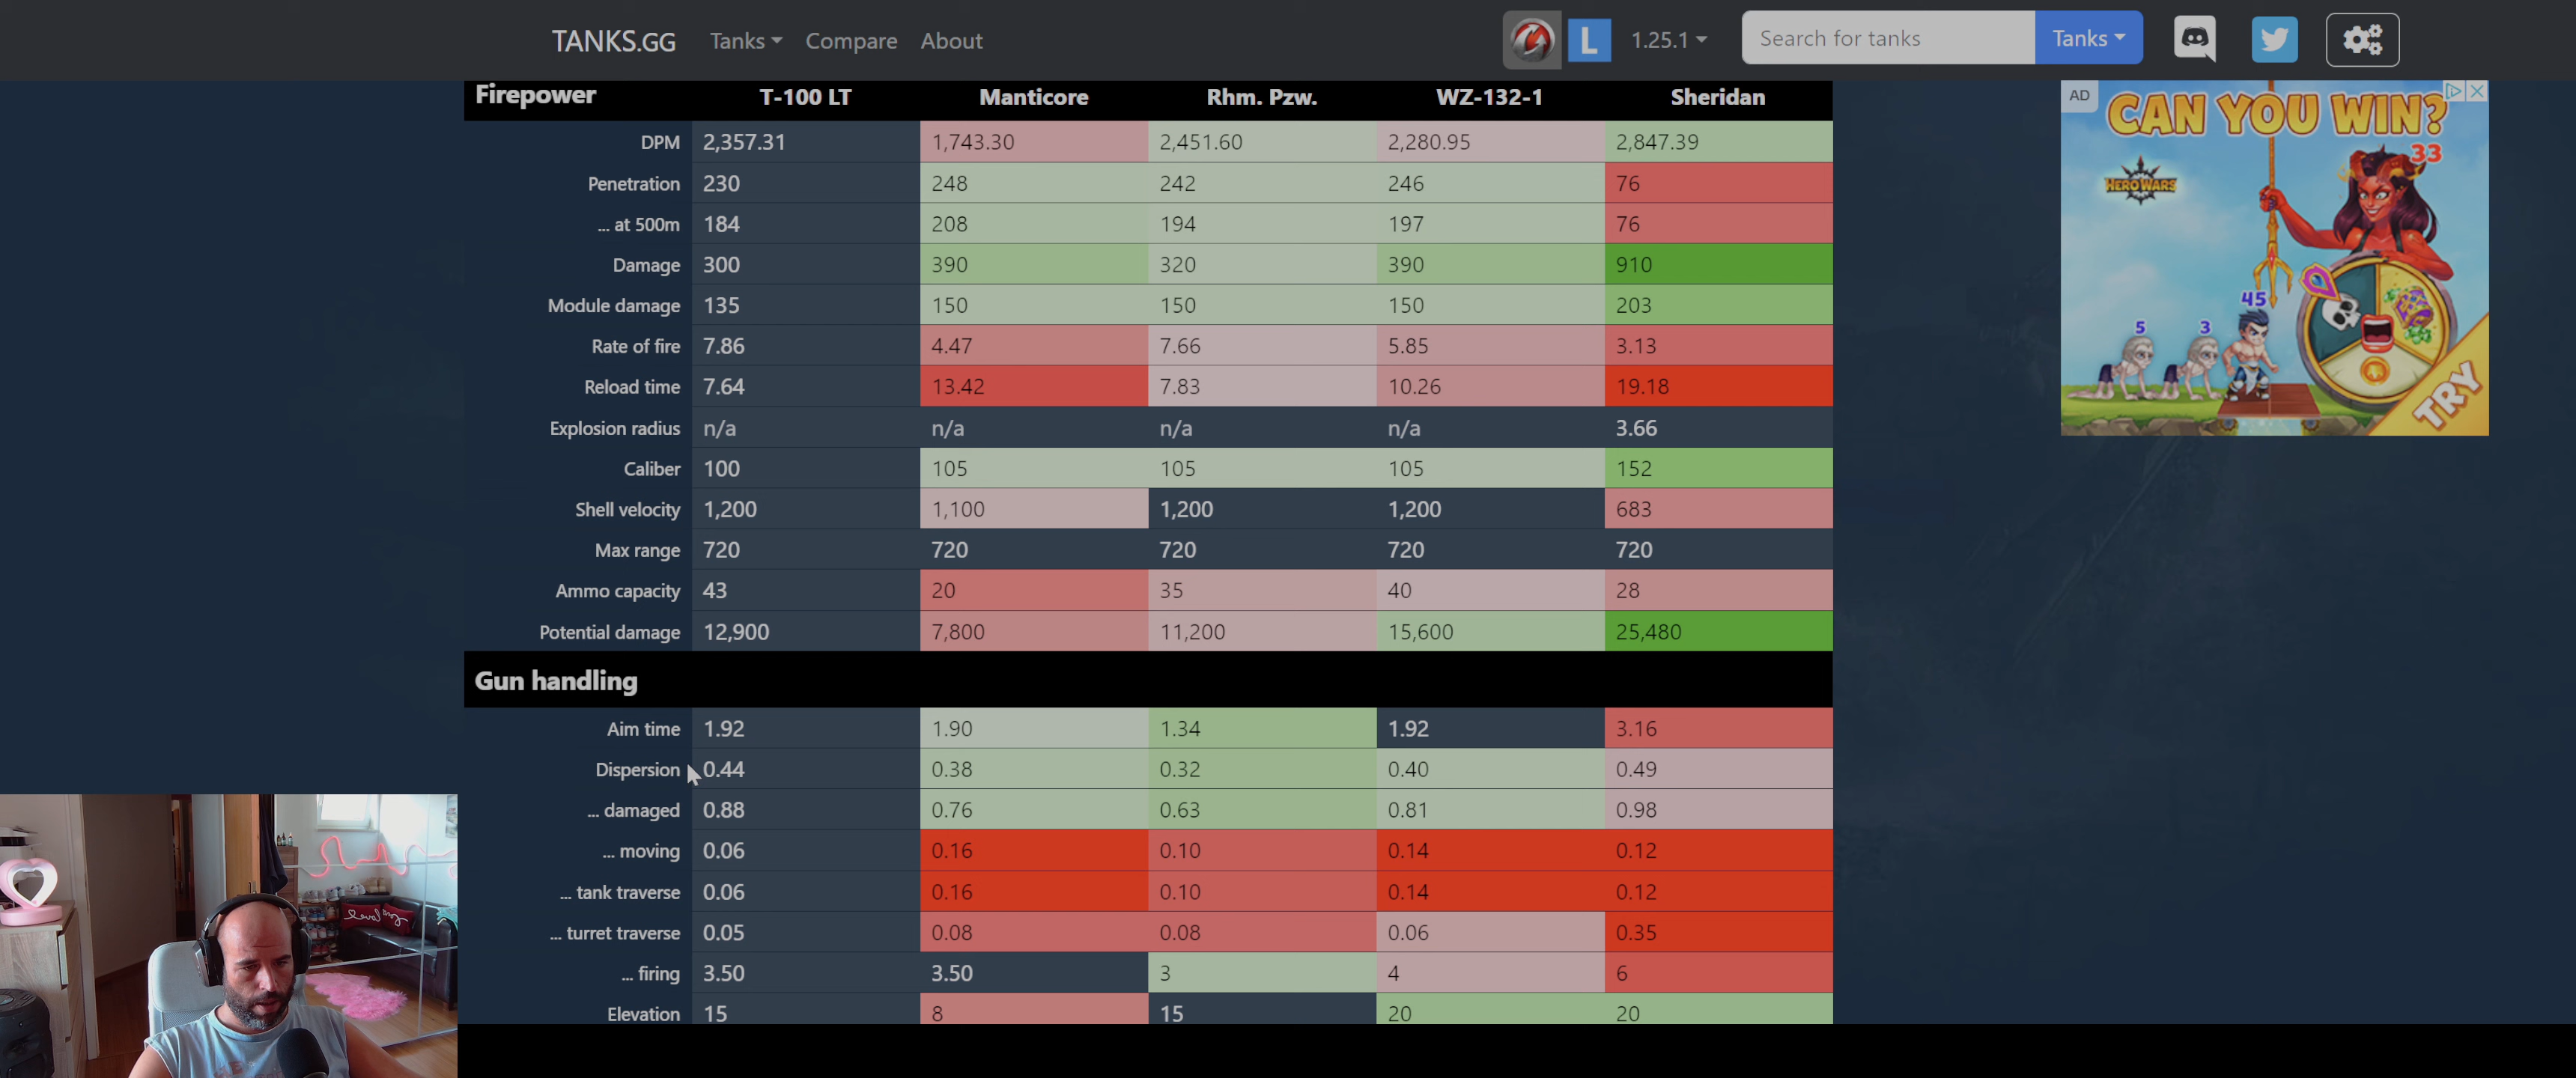 TANKS.GG Tanks Compare About L 1.25.1 Search for tanks Tanks
Firepower T-100 LT Manticore Rhm. Pzw. WZ-132-1 Sheridan
DPM 2,357.31 1,743.30 2,451.60 2,280.95 2,847.39
Penetration 230 248 242 246 76
... at 500m 184 208 194 197 76
Damage 300 390 320 390 910
Module damage 135 150 150 150 203
Rate of fire 7.86 4.47 7.66 5.85 3.13
Reload time 7.64 13.42 7.83 10.26 19.18
Explosion radius n/a n/a n/a n/a 3.66
Caliber 100 105 105 105 152
Shell velocity 1,200 1,100 1,200 1,200 683
Max range 720 720 720 720 720
Ammo capacity 43 20 35 40 28
Potential damage 12,900 7,800 11,200 15,600 25,480
Gun handling
Aim time 1.92 1.90 1.34 1.92 3.16
Dispersion 0.44 0.38 0.32 0.40 0.49
... damaged 0.88 0.76 0.63 0.81 0.98
... moving 0.06 0.16 0.10 0.14 0.12
... tank traverse 0.06 0.16 0.10 0.14 0.12
... turret traverse 0.05 0.08 0.08 0.06 0.35
... firing 3.50 3.50 3 4 6
Elevation 15 8 15 20 20
AD
CAN YOU WIN?
33
HERO WARS
45
5 3
TRY